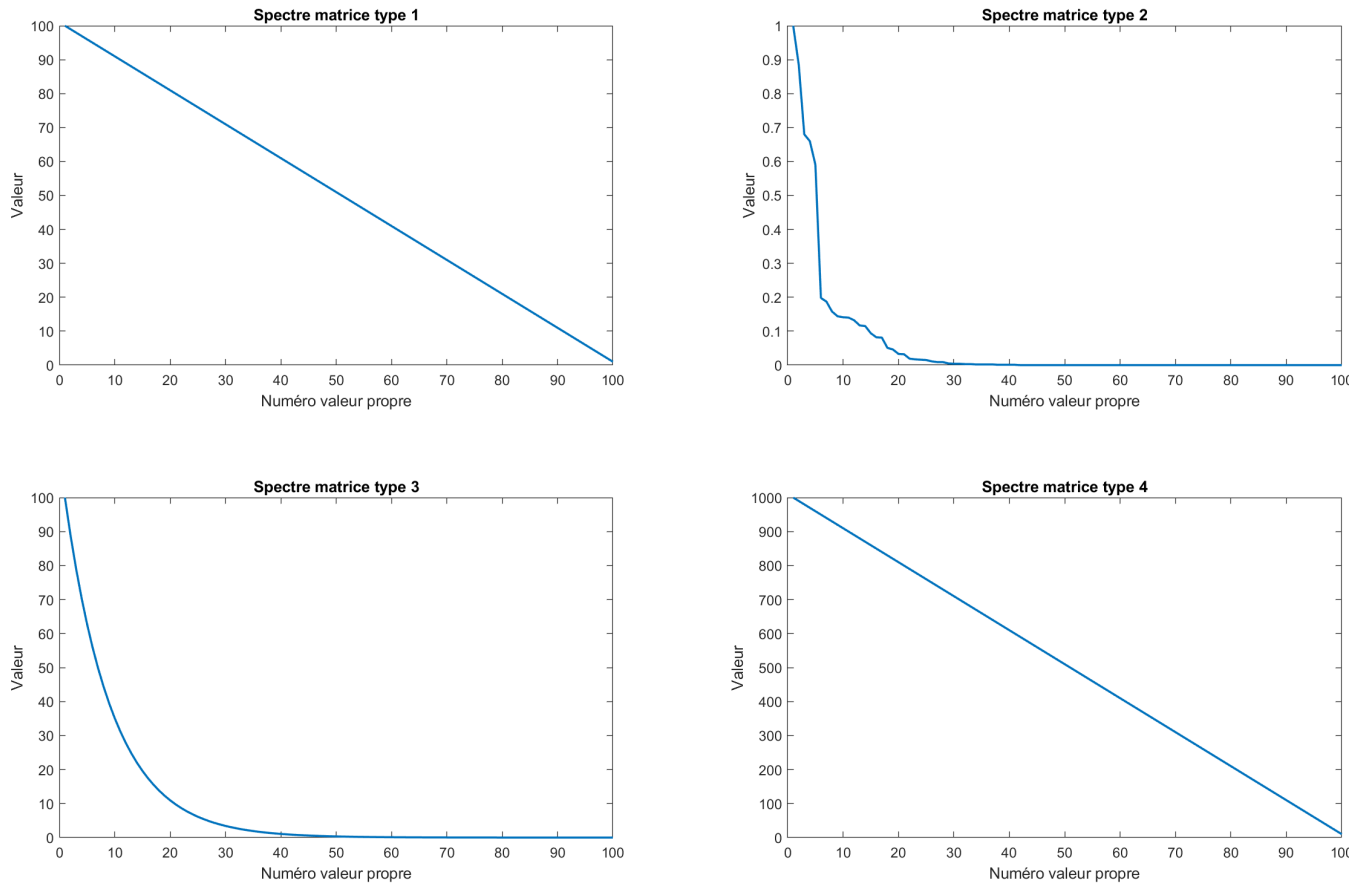 Spectre matrice type 1
100
90
80
70
60
50
40
30
20
10
0
Valeur
0 10 20 30 40 50 60 70 80 90 100
Numéro valeur propre
Spectre matrice type 2
1
0.9
0.8
0.7
0.6
0.5
0.4
0.3
0.2
0.1
0
Valeur
0 10 20 30 40 50 60 70 80 90 100
Numéro valeur propre
Spectre matrice type 3
100
90
80
70
60
50
40
30
20
10
0
Valeur
0 10 20 30 40 50 60 70 80 90 100
Numéro valeur propre
Spectre matrice type 4
1000
900
800
700
600
500
400
300
200
100
0
Valeur
0 10 20 30 40 50 60 70 80 90 100
Numéro valeur propre